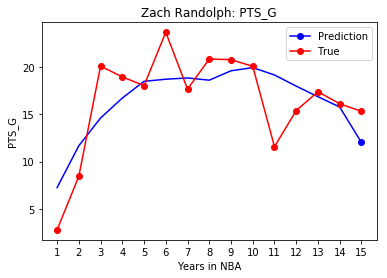 Zach Randolph: PTS_G
Prediction
True
20
15
10
5
PTS_G
1 2 3 4 5 6 7 8 9 10 11 12 13 14 15
Years in NBA